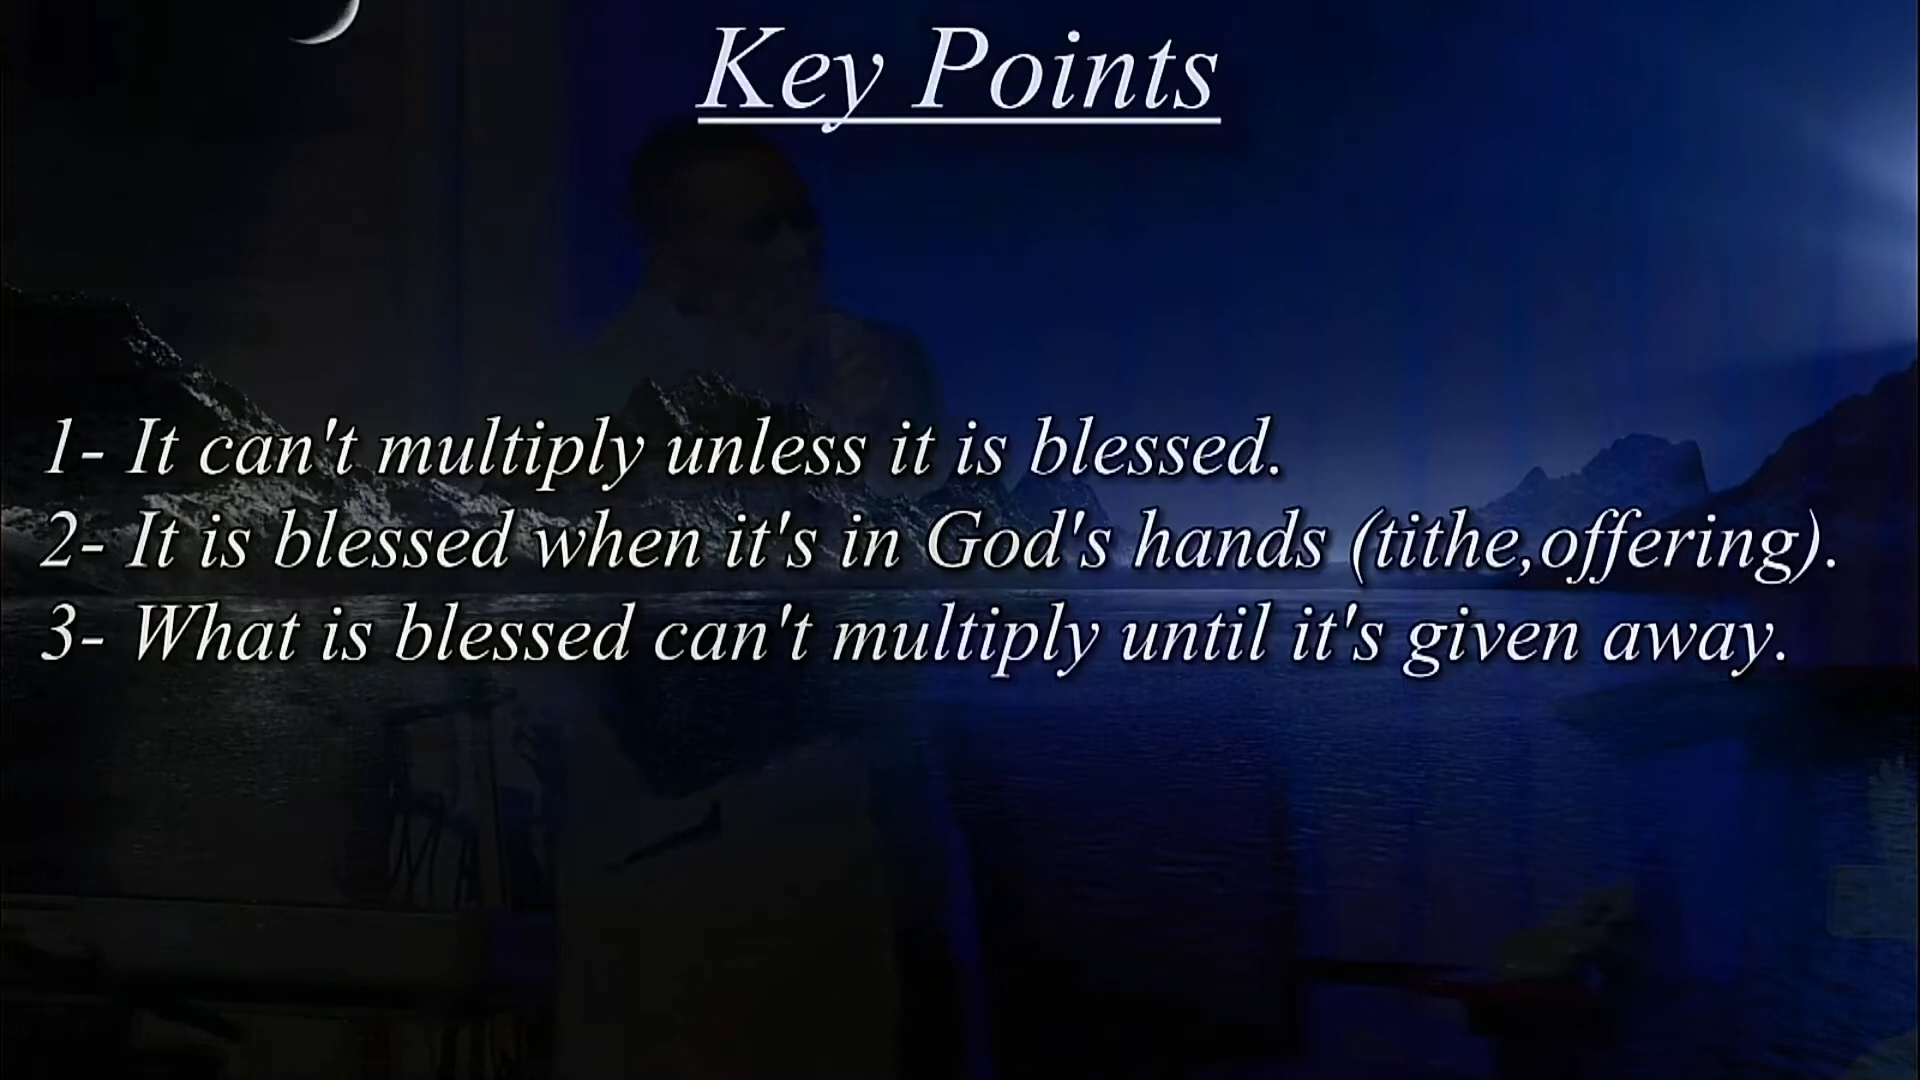 Key Points
1- It can't multiply unless it is blessed.
2- It is blessed when it's in God's hands (tithe,offering).
3- What is blessed can't multiply until it's given away.